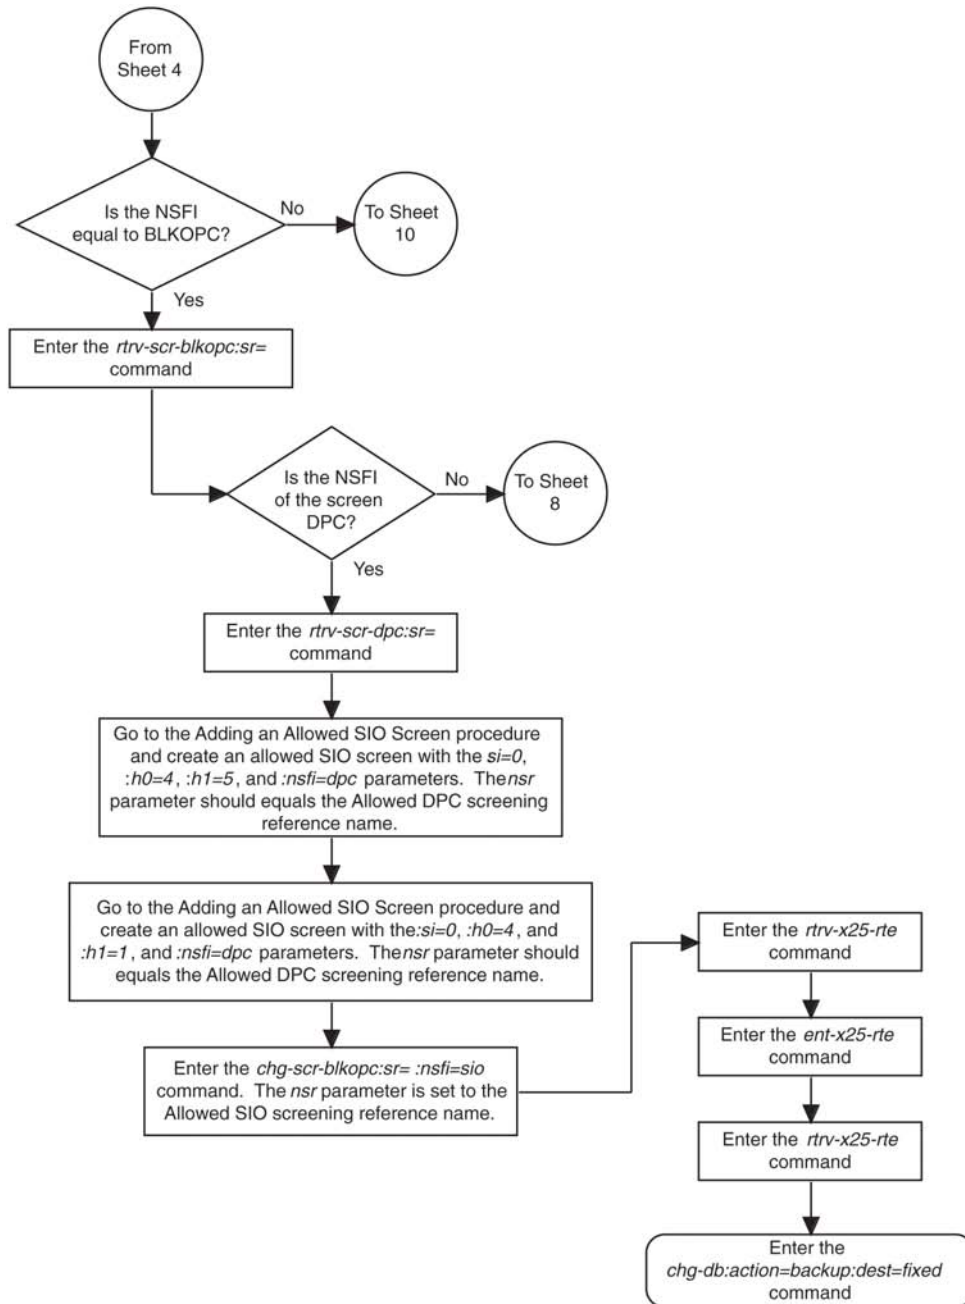 From
Sheet 4
Is the NSFI
equal to BLKOPC?
No
To Sheet
10
Yes
Enter the rtrv-scr-blkopc:sr=
command
Is the NSFI
of the screen
DPC?
No
To Sheet
8
Yes
Enter the rtrv-scr-dpc:sr=
command
Go to the Adding an Allowed SIO Screen procedure
and create an allowed SIO screen with the si=0,
:h0=4, :h1=5, and :nsfi=dpc parameters. The nsr
parameter should equals the Allowed DPC screening
reference name.
Go to the Adding an Allowed SIO Screen procedure and
create an allowed SIO screen with the:si=0, :h0=4, and
:h1=1, and :nsfi=dpc parameters. The nsr parameter should
equals the Allowed DPC screening reference name.
Enter the chg-scr-blkopc:sr= :nsfi=sio
command. The nsr parameter is set to the
Allowed SIO screening reference name.
Enter the rtrv-x25-rte
command
Enter the ent-x25-rte
command
Enter the rtrv-x25-rte
command
Enter the
chg-db:action=backup:dest=fixed
command